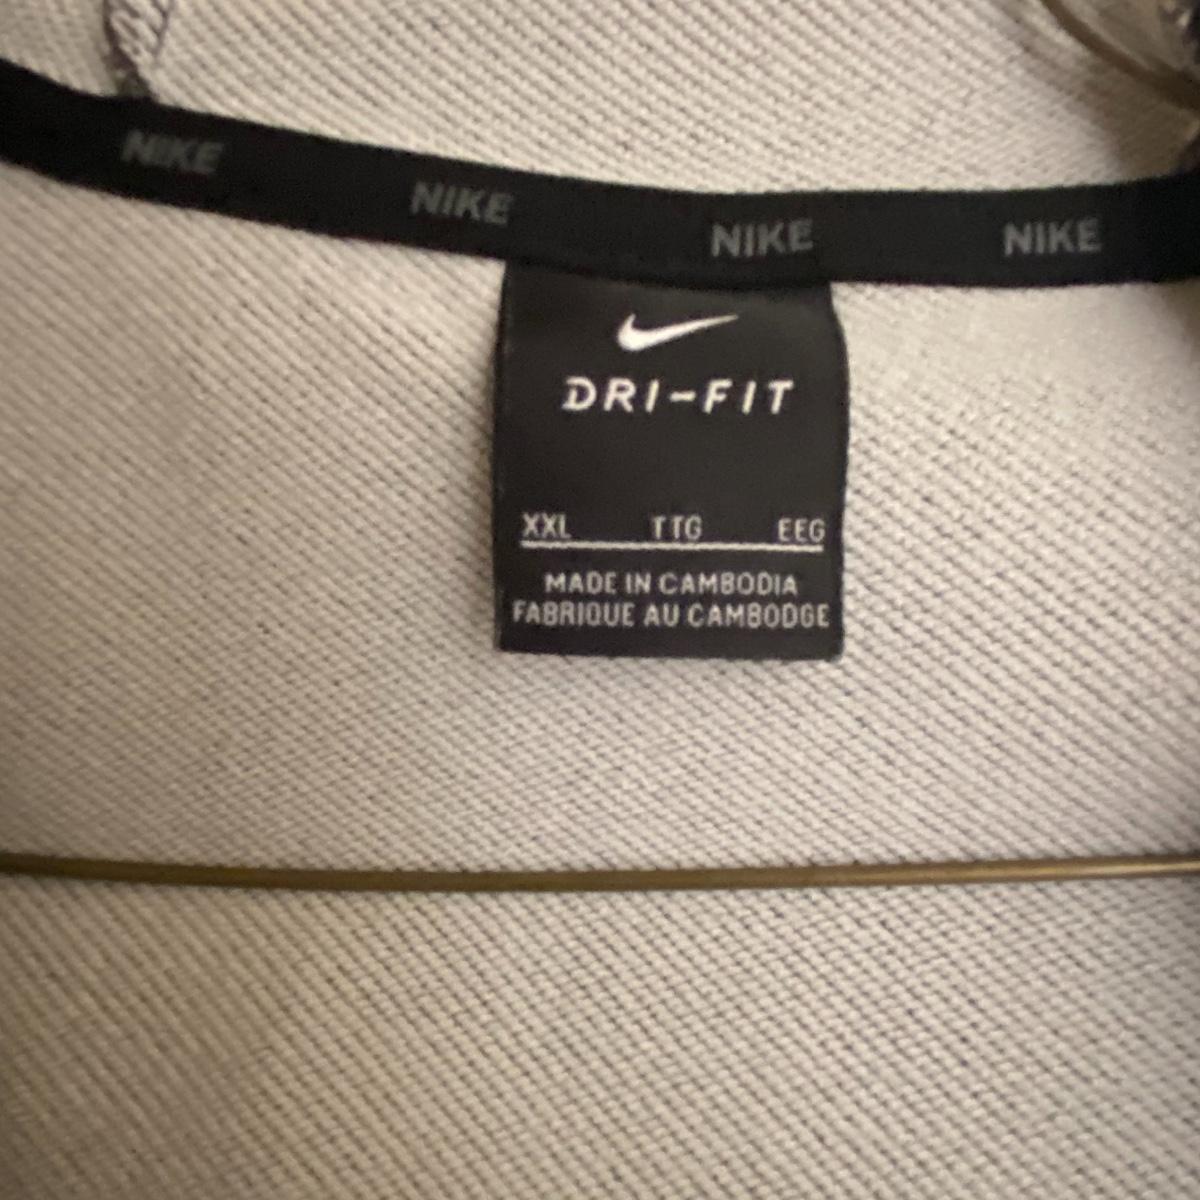 NIKE NIKE NIKE NIKE
DRI-FIT
XXL TTG EEG
MADE IN CAMBODIA
FABRIQUE AU CAMBODGE